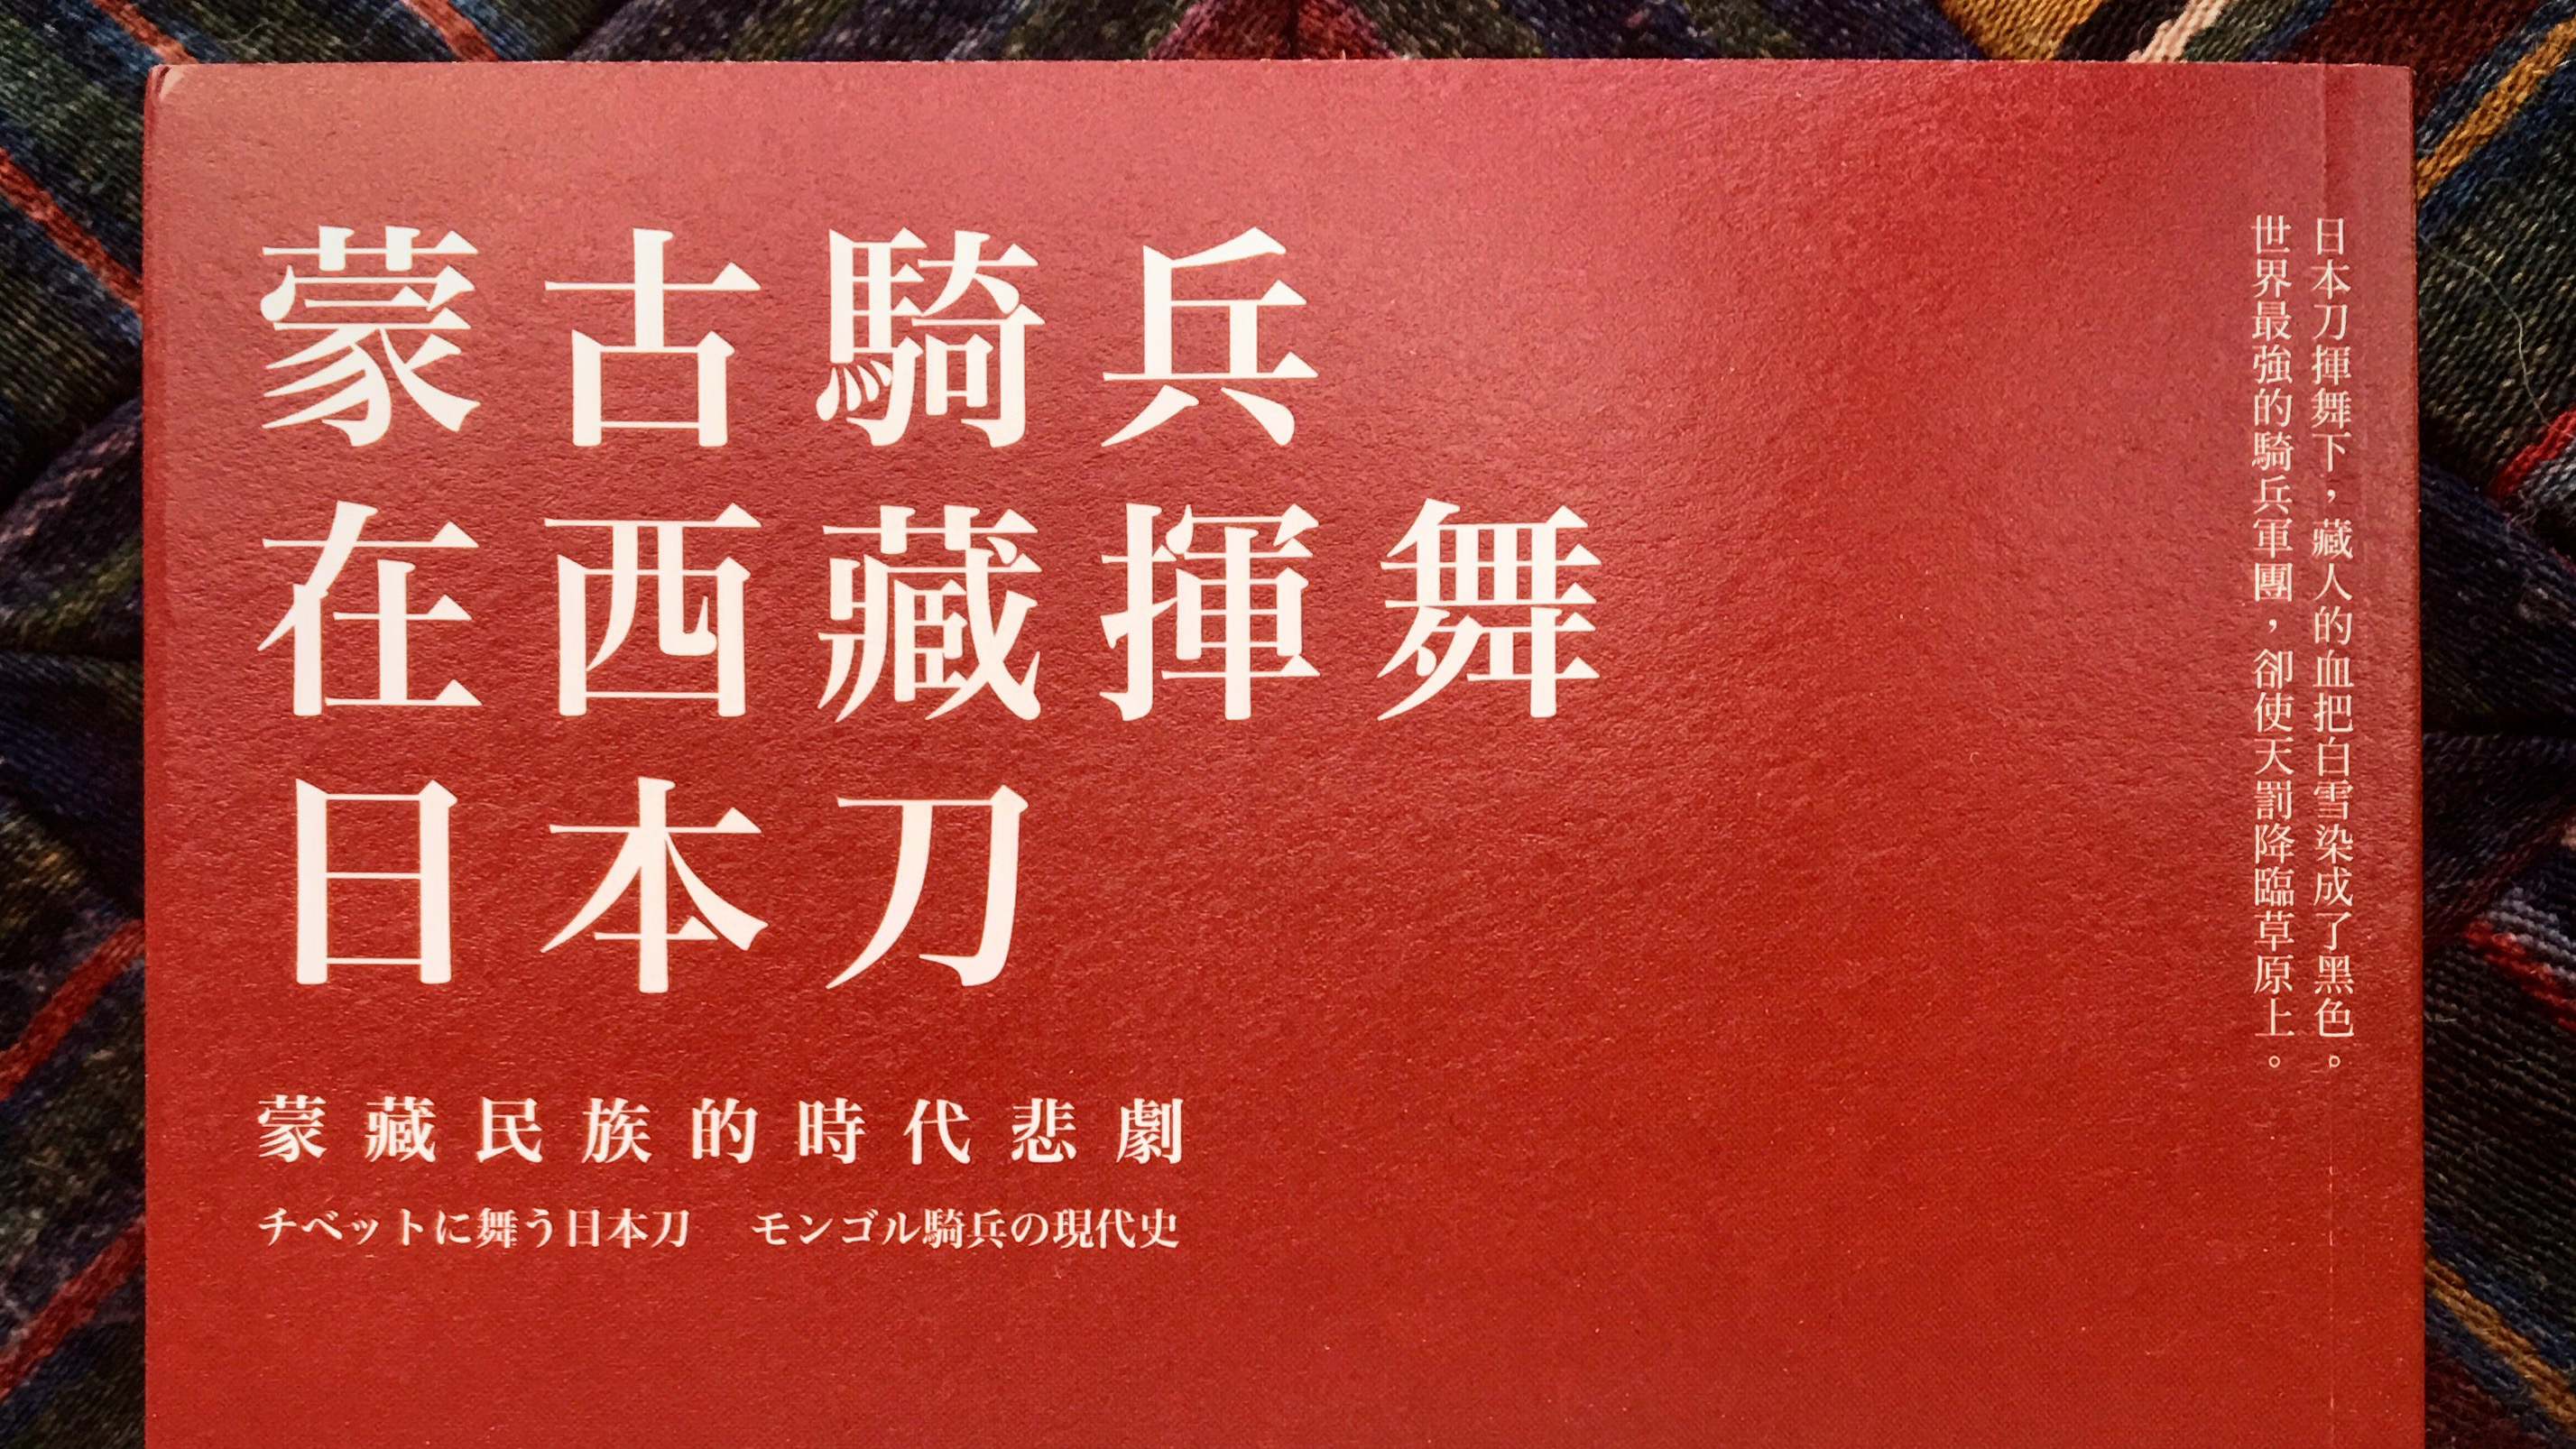 蒙古騎兵
在西藏揮舞
日本刀
蒙藏民族的時代悲劇
チベットに舞う日本刀　モンゴル騎兵の現代史
日本刀揮舞下，藏人的血把白雪染成了黑色。
世界最強的騎兵軍團，卻使天罰降臨草原上。